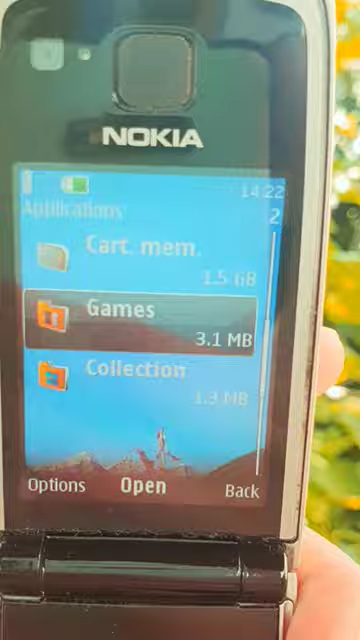 NOKIA
14:22
Applications
2
Cart. mem.
1.5 GB
Games
3.1 MB
Collection
1.3 MB
Options Open Back